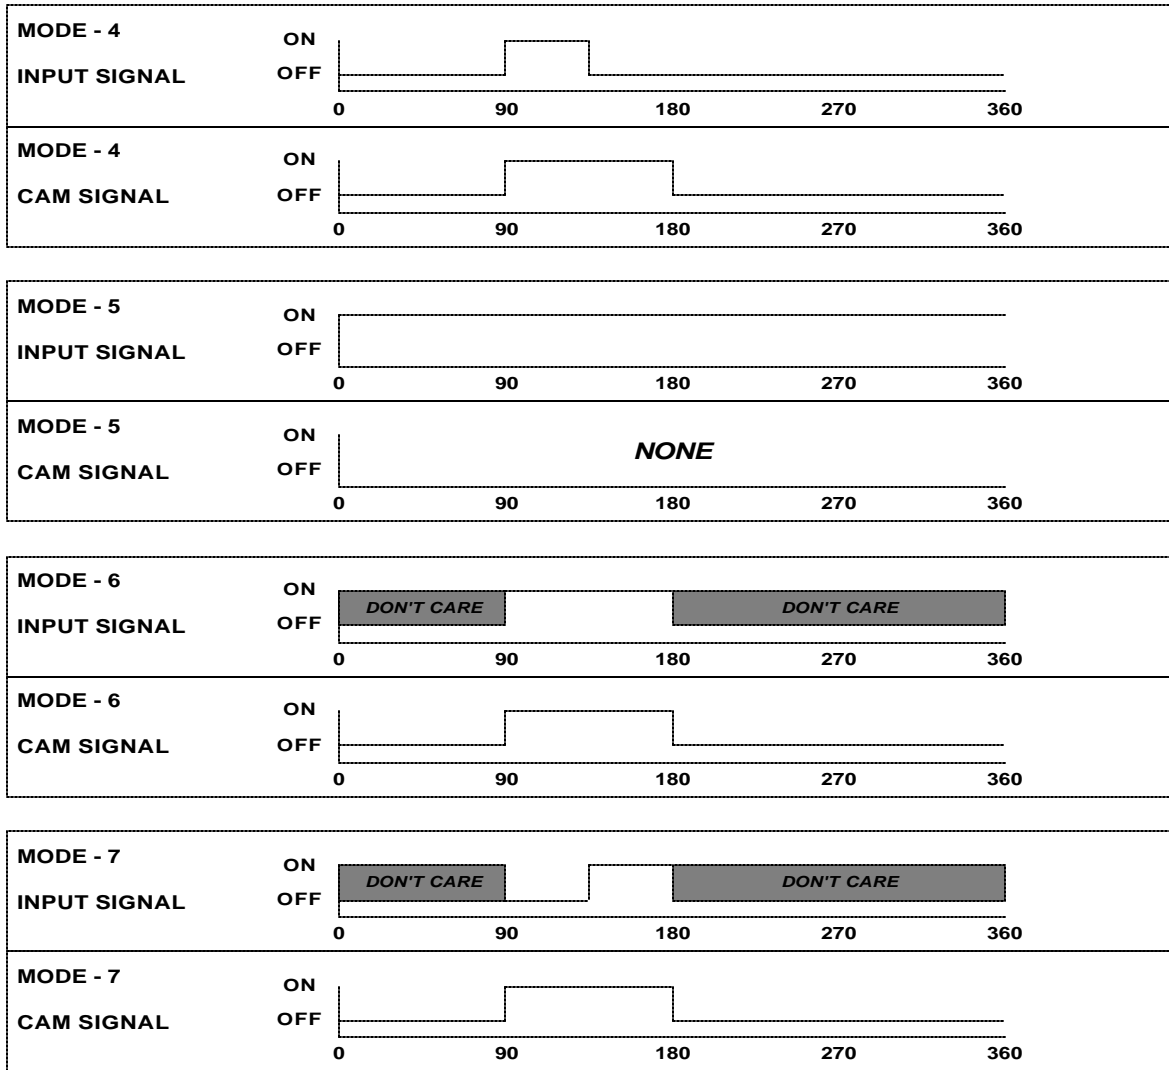 MODE - 4
ON
INPUT SIGNAL
OFF
0 90 180 270 360
MODE - 4
ON
CAM SIGNAL
OFF
0 90 180 270 360
MODE - 5
ON
INPUT SIGNAL
OFF
0 90 180 270 360
MODE - 5
ON
NONE
CAM SIGNAL
OFF
0 90 180 270 360
MODE - 6
ON
DON'T CARE DON'T CARE
INPUT SIGNAL
OFF
0 90 180 270 360
MODE - 6
ON
CAM SIGNAL
OFF
0 90 180 270 360
MODE - 7
ON
DON'T CARE DON'T CARE
INPUT SIGNAL
OFF
0 90 180 270 360
MODE - 7
ON
CAM SIGNAL
OFF
0 90 180 270 360